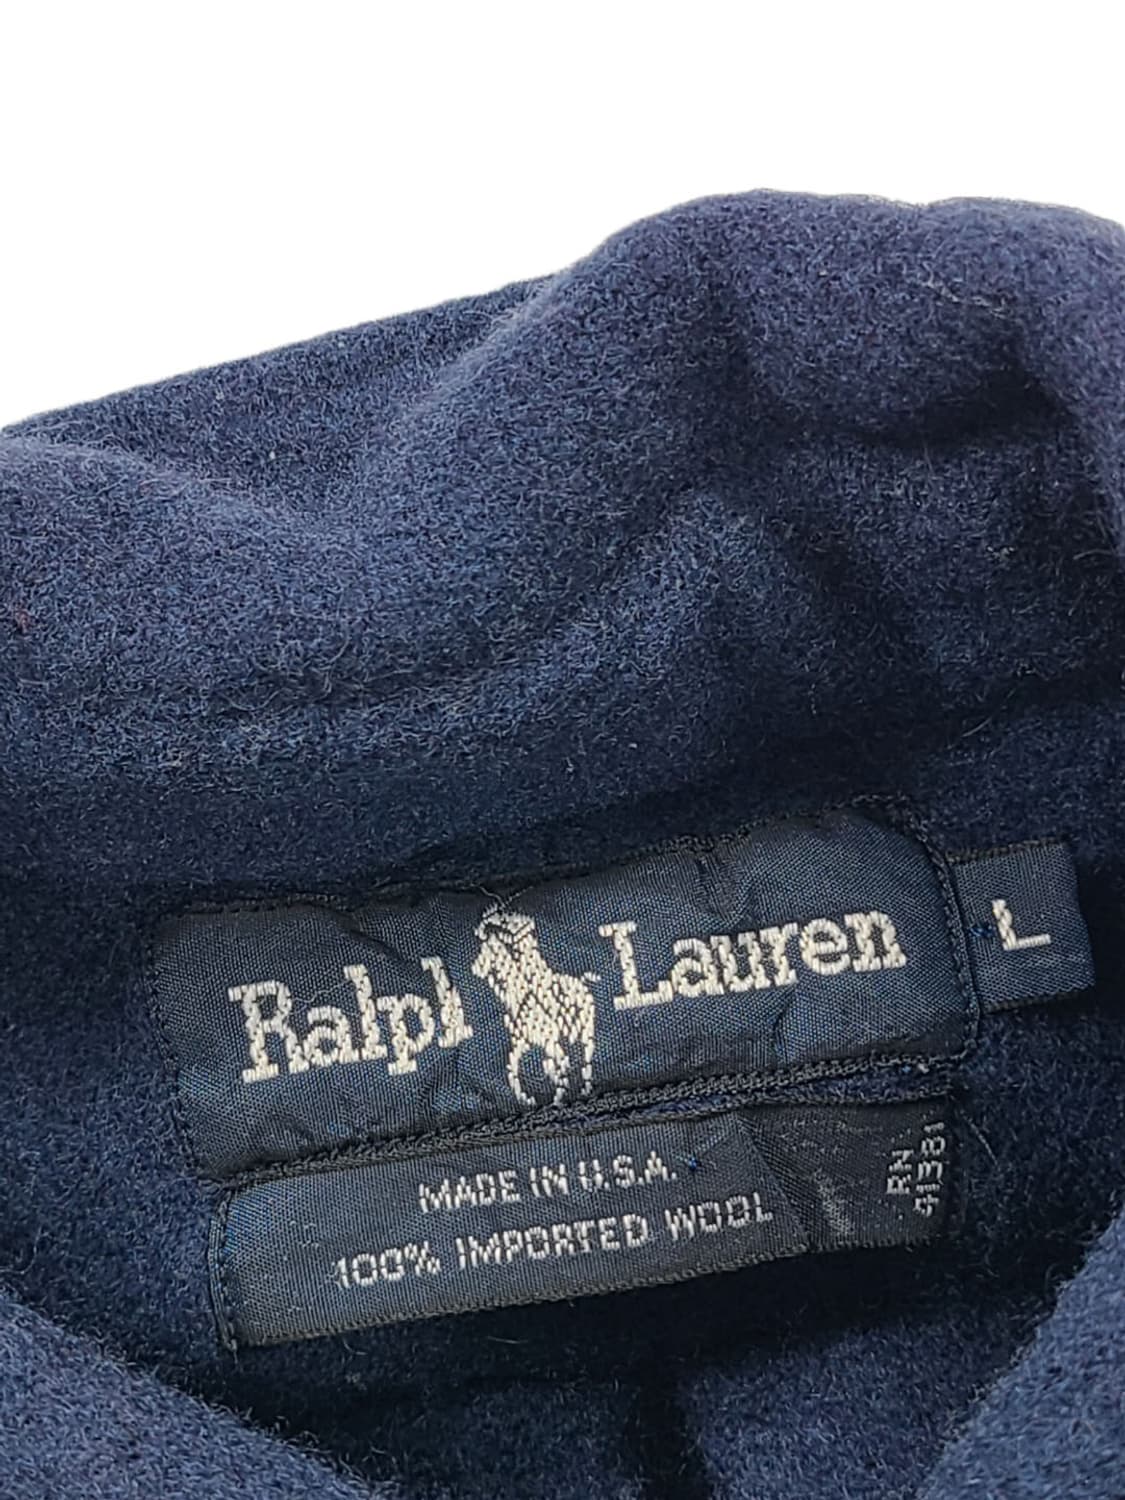 Ralph Lauren
L
MADE IN U.S.A.
100% IMPORTED WOOL
RN
41381